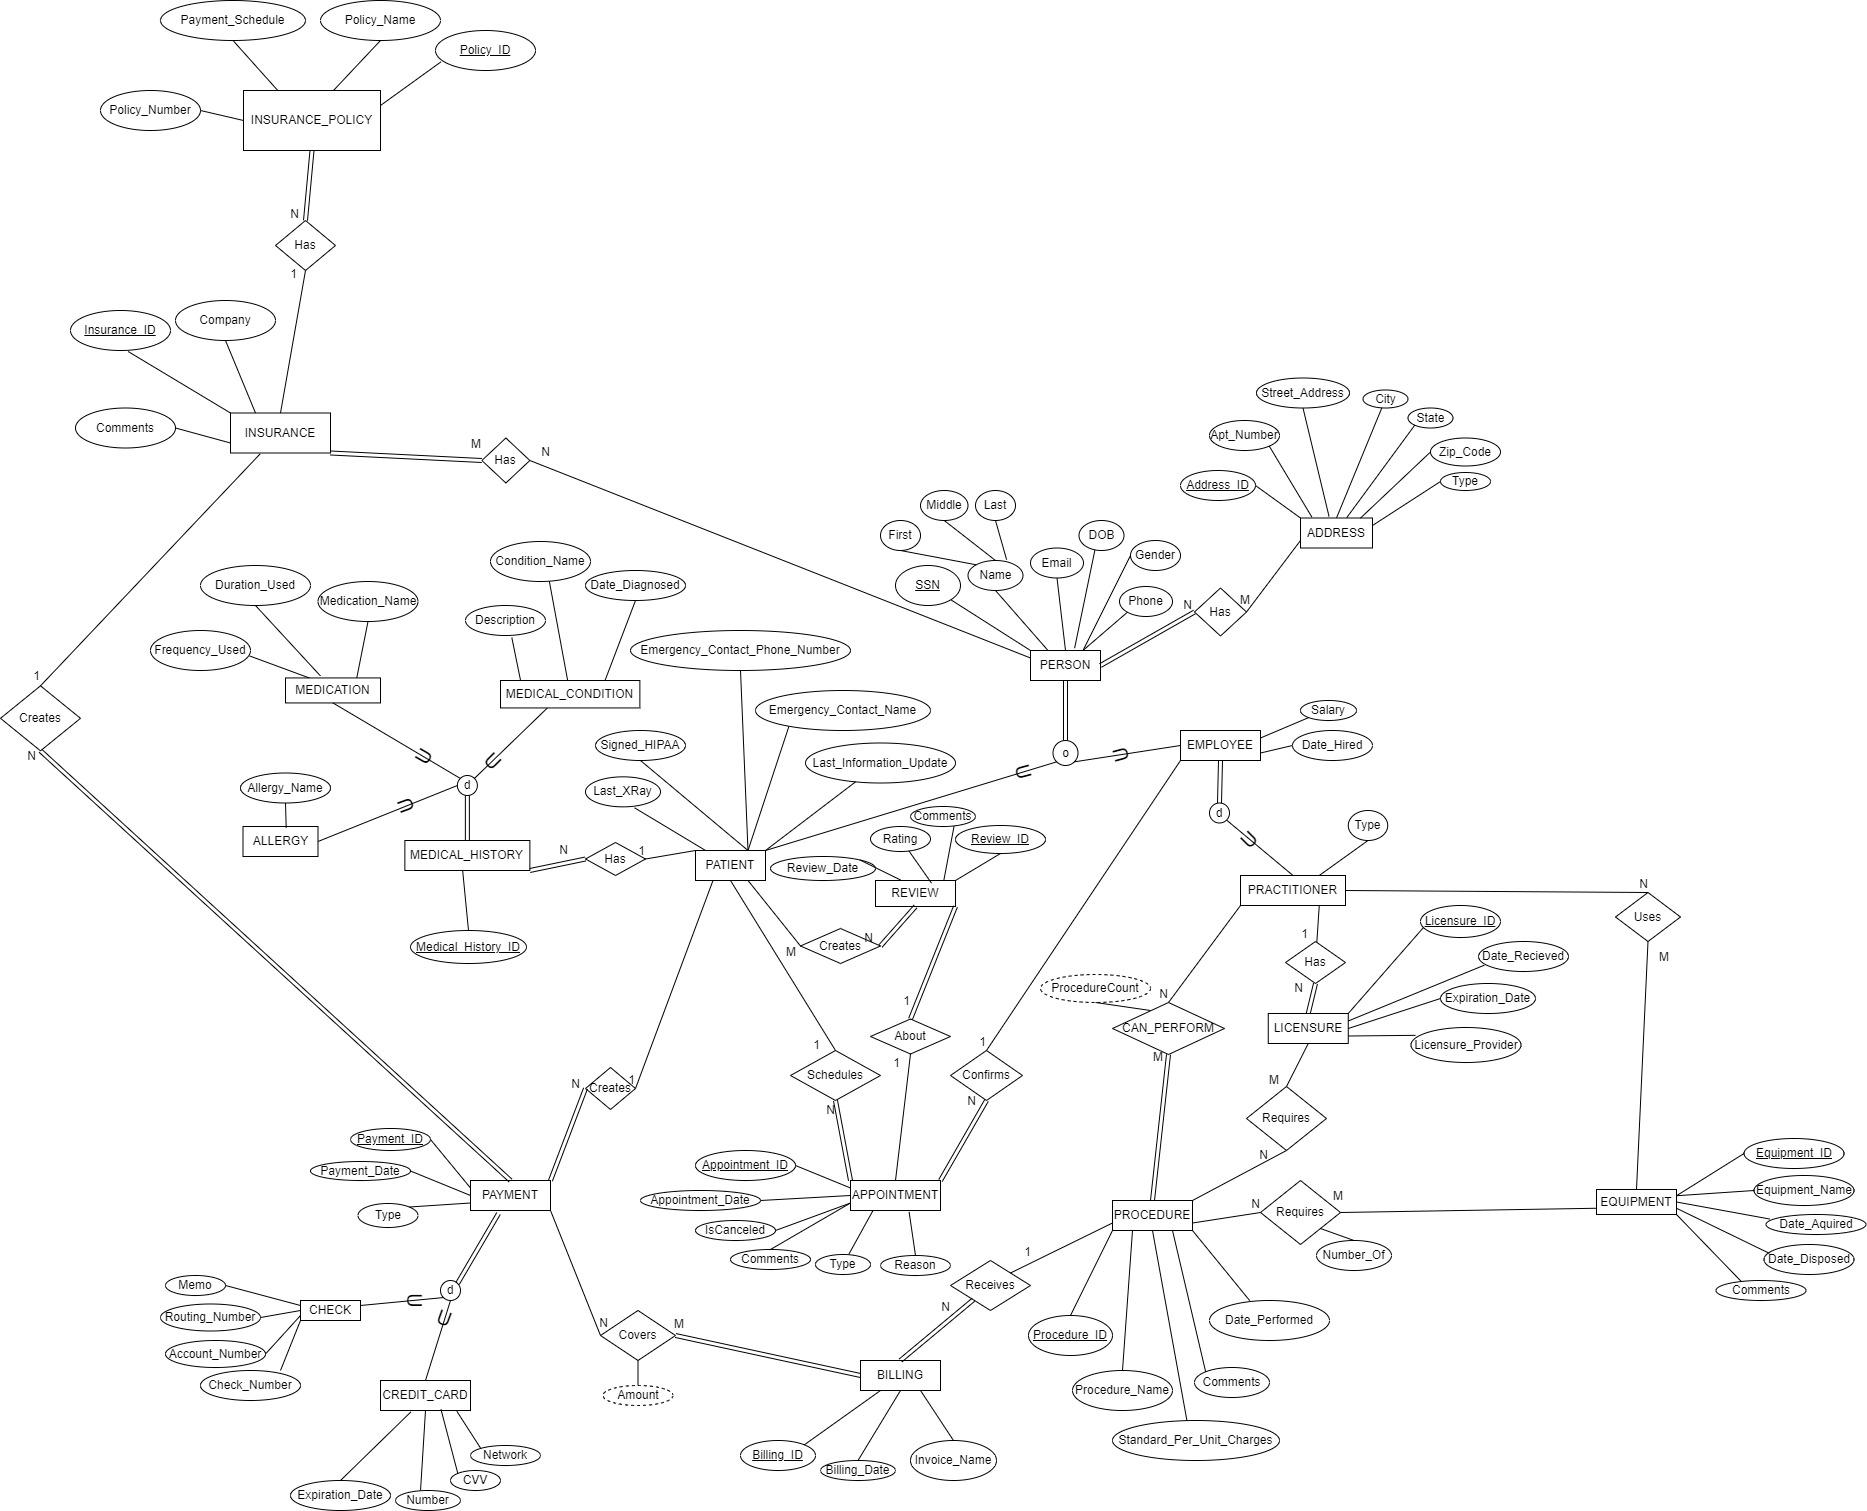 Payment_Schedule
Policy_Name
Policy_ID
Policy_Number
INSURANCE_POLICY
N
Has
1
Insurance_ID
Company
Comments
INSURANCE
M
Has
N
Street_Address
City
State
Apt_Number
Zip_Code
Address_ID
Type
ADDRESS
Middle
Last
First
DOB
Email
Gender
Name
SSN
Phone
N
Has
M
PERSON
Condition_Name
Duration_Used
Date_Diagnosed
Medication_Name
Description
Frequency_Used
Emergency_Contact_Phone_Number
1
MEDICATION
MEDICAL_CONDITION
Creates
N
Emergency_Contact_Name
Salary
Signed_HIPAA
EMPLOYEE
Date_Hired
U
U
o
U
U
Last_Information_Update
Allergy_Name
U
d
Last_XRay
ALLERGY
MEDICAL_HISTORY
N
Has
1
PATIENT
Comments
Rating
Review_ID
Review_Date
REVIEW
d
U
Type
PRACTITIONER
N
Uses
M
Medical_History_ID
M
Creates
N
Licensure_ID
1
Has
N
Date_Recieved
ProcedureCount
N
Expiration_Date
1
CAN_PERFORM
M
LICENSURE
About
1
Licensure_Provider
1
Schedules
N
1
Confirms
N
N
Creates
1
M
Requires
N
Payment_ID
Payment_Date
Type
PAYMENT
Appointment_ID
Appointment_Date
IsCanceled
Comments
Type
Reason
APPOINTMENT
PROCEDURE
N
Requires
M
Number_Of
EQUIPMENT
Equipment_ID
Equipment_Name
Date_Aquired
Date_Disposed
Comments
1
Receives
N
Memo
Routing_Number
Account_Number
Check_Number
CHECK
U
d
U
N
Covers
M
Amount
Procedure_ID
Date_Performed
BILLING
Procedure_Name
Comments
CREDIT_CARD
Standard_Per_Unit_Charges
Network
CVV
Expiration_Date
Number
Billing_ID
Billing_Date
Invoice_Name